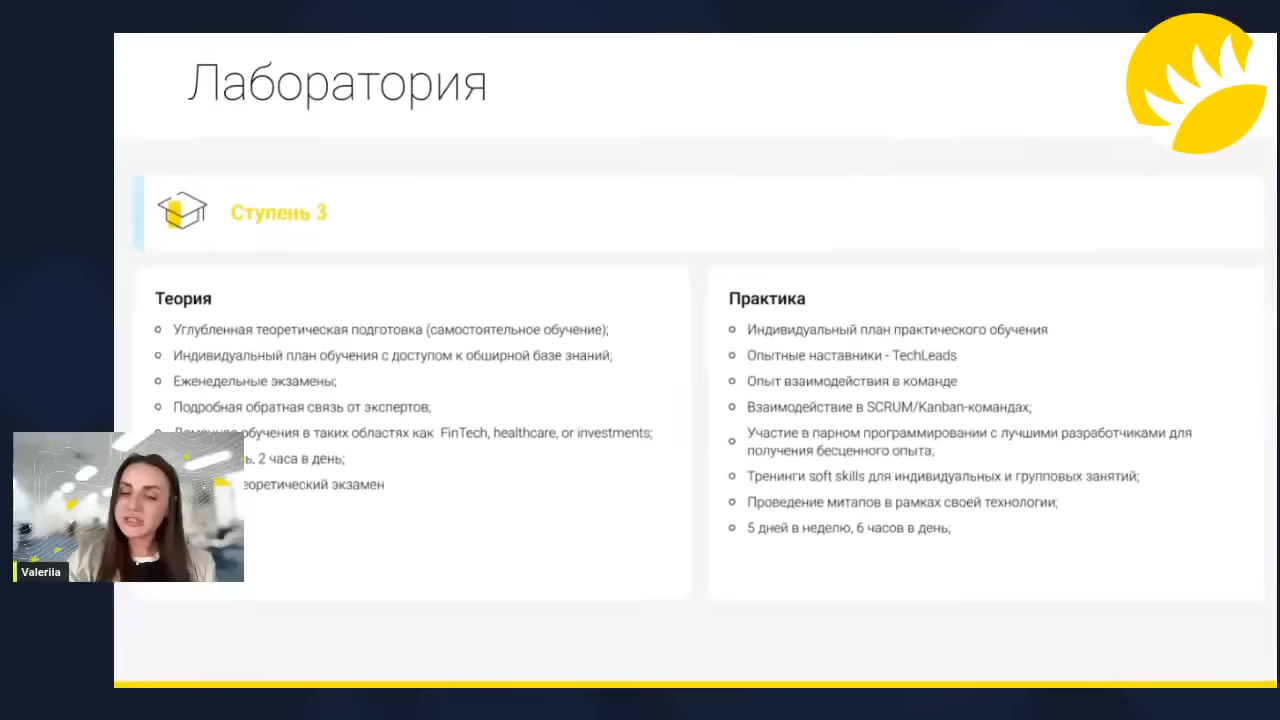 Лаборатория
Ступень 3
Теория
Углубленная теоретическая подготовка (самостоятельное обучение);
Индивидуальный план обучения с доступом к обширной базе знаний;
Еженедельные экзамены;
Подробная обратная связь от экспертов;
обучения в таких областях как FinTech, healthcare, or investments;
2 часа в день;
экзамен
Практика
Индивидуальный план практического обучения
Опытные наставники - TechLeads
Опыт взаимодействия в команде
Взаимодействие в SCRUM/Kanban-командах;
Участие в парном программировании с лучшими разработчиками для
получения бесценного опыта;
Тренинги soft skills для индивидуальных и групповых занятий;
Проведение митапов в рамках своей технологии;
5 дней в неделю, 6 часов в день;
Valeriia